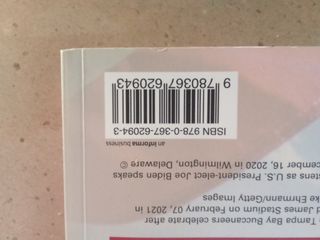 e Tampa Bay Buccaneers celebrate after
d James Stadium on February 07, 2021 in
ke Ehrmann/Getty Images
stens as U.S. President-elect Joe Biden speaks
cember 16, 2020 in Wilmington, Delaware ©
an informa business
ISBN 978-0-367-62094-3
9 780367 620943